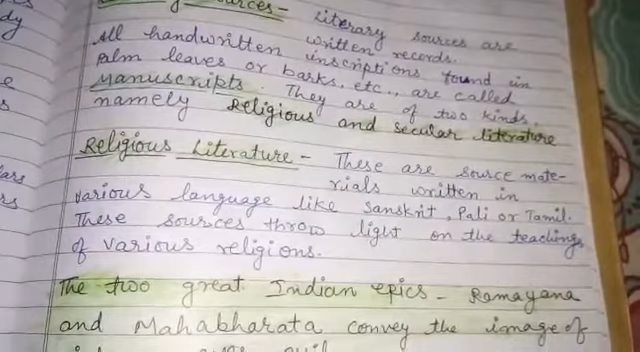 dy
sources - Literary sources are
written records.
All handwritten inscriptions found in
palm leaves or barks, etc., are called
Manuscripts. They are of two kinds,
namely Religious and secular literature
Religious Literature - These are source mate-
rials written in
various language like Sanskrit, Pali or Tamil.
These sources throw light on the teachings
of various religions.
The two great Indian epics - Ramayana
and Mahabharata convey the image of